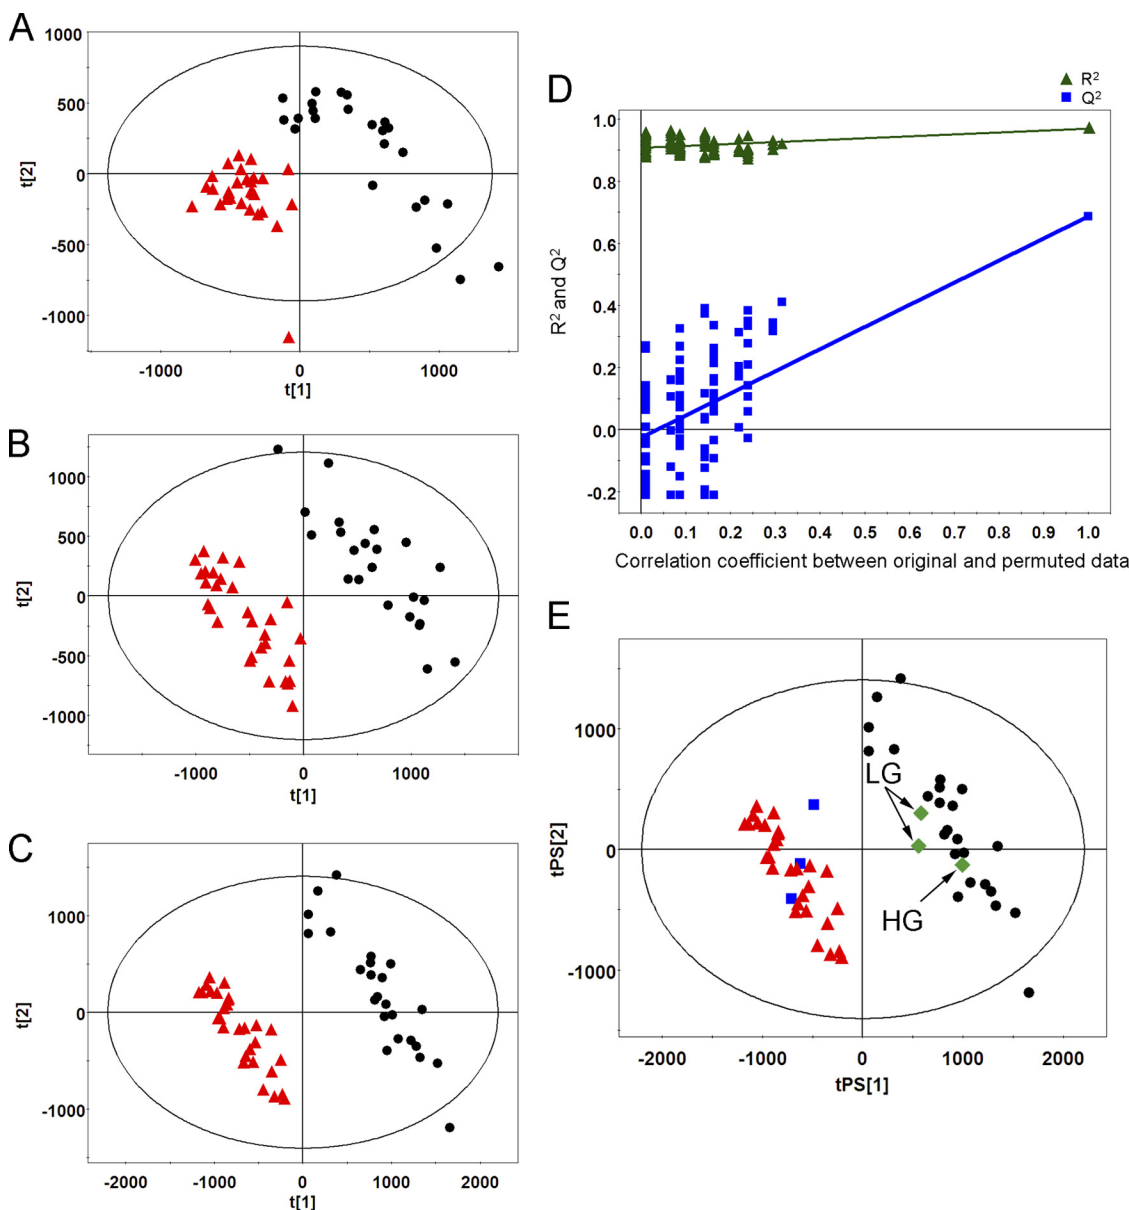 A
1000
500
0
-500
-1000
t[2]
-1000
0
1000
t[1]
B
1000
500
0
-500
-1000
t[2]
-1000
0
1000
t[1]
C
1000
0
-1000
t[2]
-2000
-1000
0
1000
2000
t[1]
D
R²
Q²
1.0
0.8
0.6
0.4
0.2
0.0
-0.2
R² and Q²
0.0 0.1 0.2 0.3 0.4 0.5 0.6 0.7 0.8 0.9 1.0
Correlation coefficient between original and permuted data
E
1000
0
-1000
tPS[2]
LG
HG
-2000 -1000 0 1000 2000
tPS[1]